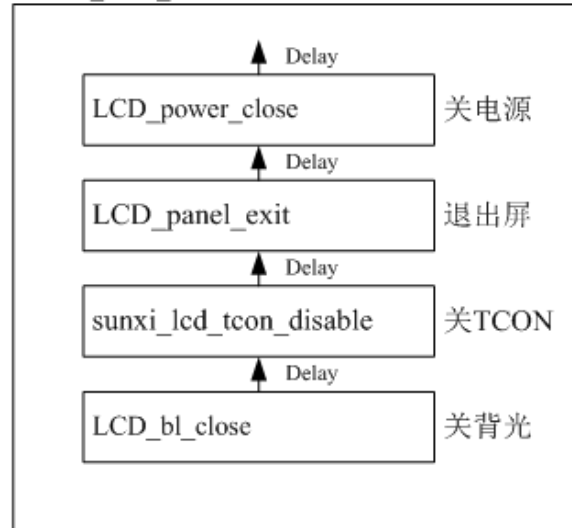 Delay
LCD_power_close 关电源
Delay
LCD_panel_exit 退出屏
Delay
sunxi_lcd_tcon_disable 关TCON
Delay
LCD_bl_close 关背光